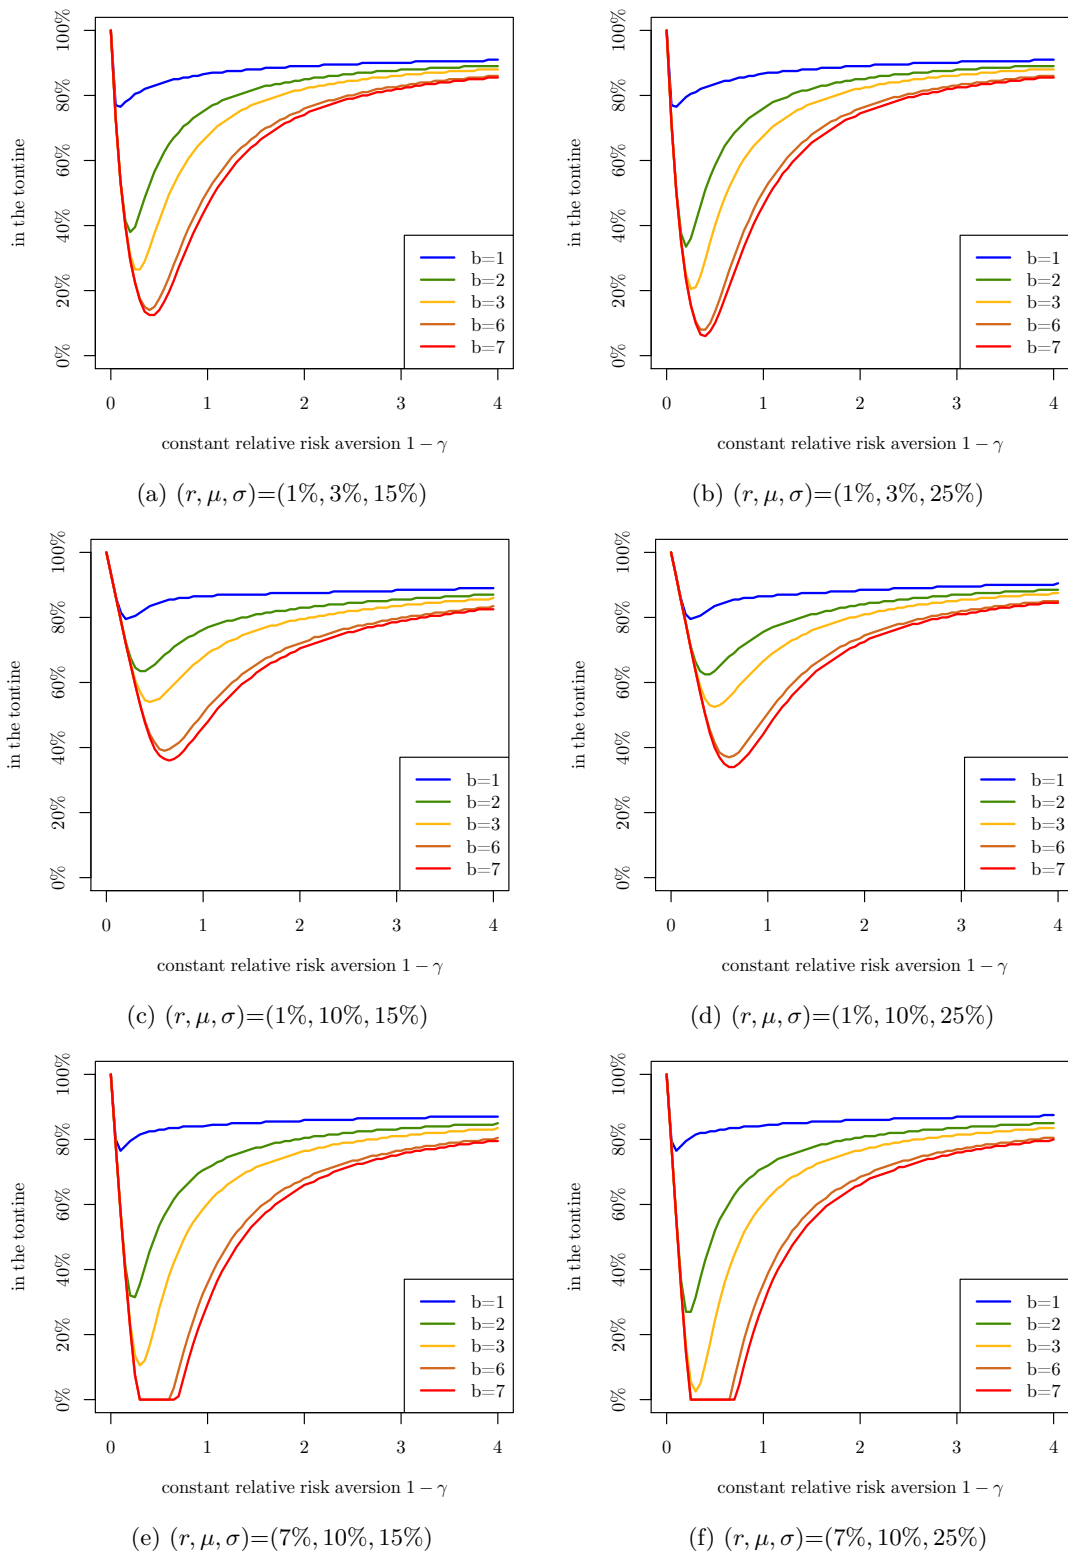 100%
80%
60%
40%
20%
0%
in the tontine
b=1
b=2
b=3
b=6
b=7
0 1 2 3 4
constant relative risk aversion 1 − γ
(a) (r, μ, σ)=(1%, 3%, 15%)
100%
80%
60%
40%
20%
0%
in the tontine
b=1
b=2
b=3
b=6
b=7
0 1 2 3 4
constant relative risk aversion 1 − γ
(b) (r, μ, σ)=(1%, 3%, 25%)
100%
80%
60%
40%
20%
0%
in the tontine
b=1
b=2
b=3
b=6
b=7
0 1 2 3 4
constant relative risk aversion 1 − γ
(c) (r, μ, σ)=(1%, 10%, 15%)
100%
80%
60%
40%
20%
0%
in the tontine
b=1
b=2
b=3
b=6
b=7
0 1 2 3 4
constant relative risk aversion 1 − γ
(d) (r, μ, σ)=(1%, 10%, 25%)
100%
80%
60%
40%
20%
0%
in the tontine
b=1
b=2
b=3
b=6
b=7
0 1 2 3 4
constant relative risk aversion 1 − γ
(e) (r, μ, σ)=(7%, 10%, 15%)
100%
80%
60%
40%
20%
0%
in the tontine
b=1
b=2
b=3
b=6
b=7
0 1 2 3 4
constant relative risk aversion 1 − γ
(f) (r, μ, σ)=(7%, 10%, 25%)